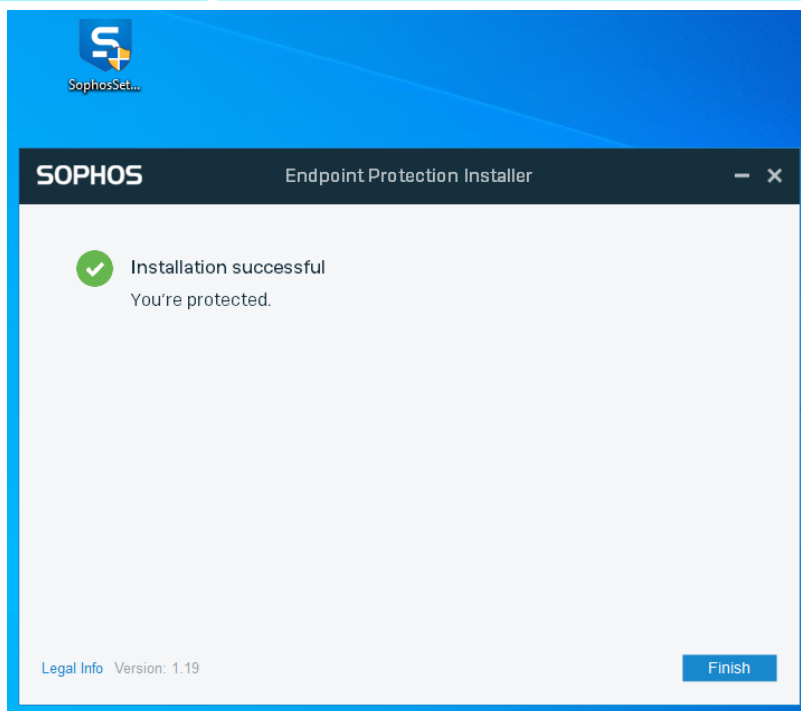 SophosSet...
SOPHOS Endpoint Protection Installer
Installation successful
You're protected.
Legal Info Version: 1.19 Finish